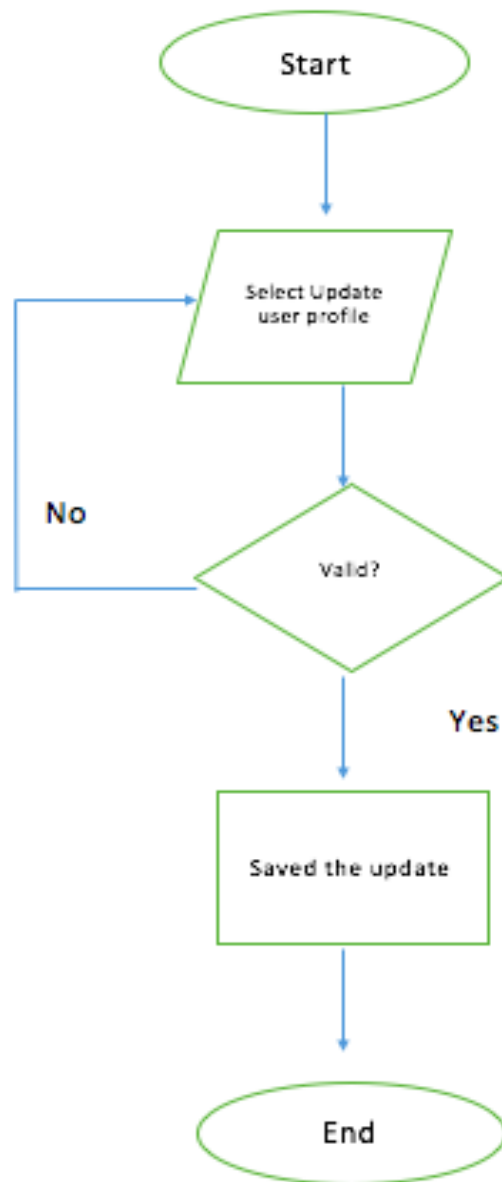 Start
Select Update
user profile
No
Valid?
Yes
Saved the update
End